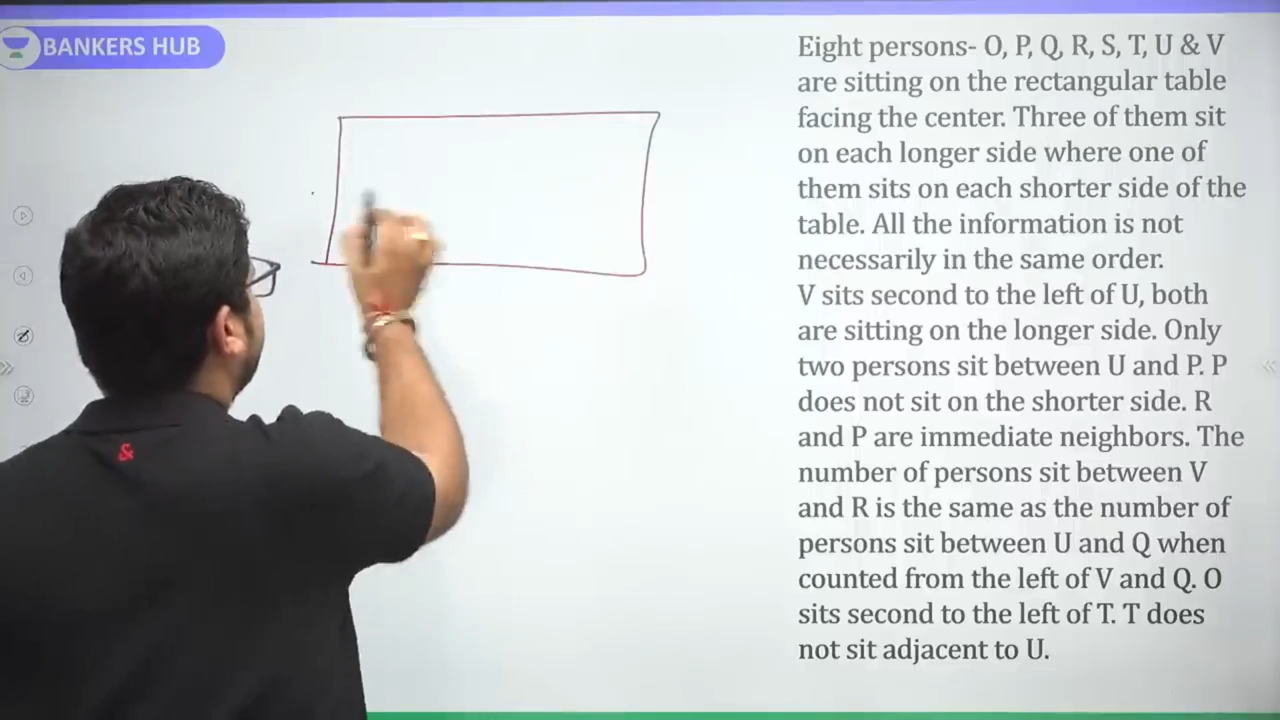 BANKERS HUB
Eight persons- O, P, Q, R, S, T, U & V
are sitting on the rectangular table
facing the center. Three of them sit
on each longer side where one of
them sits on each shorter side of the
table. All the information is not
necessarily in the same order.
V sits second to the left of U, both
are sitting on the longer side. Only
two persons sit between U and P. P
does not sit on the shorter side. R
and P are immediate neighbors. The
number of persons sit between V
and R is the same as the number of
persons sit between U and Q when
counted from the left of V and Q. O
sits second to the left of T. T does
not sit adjacent to U.
&